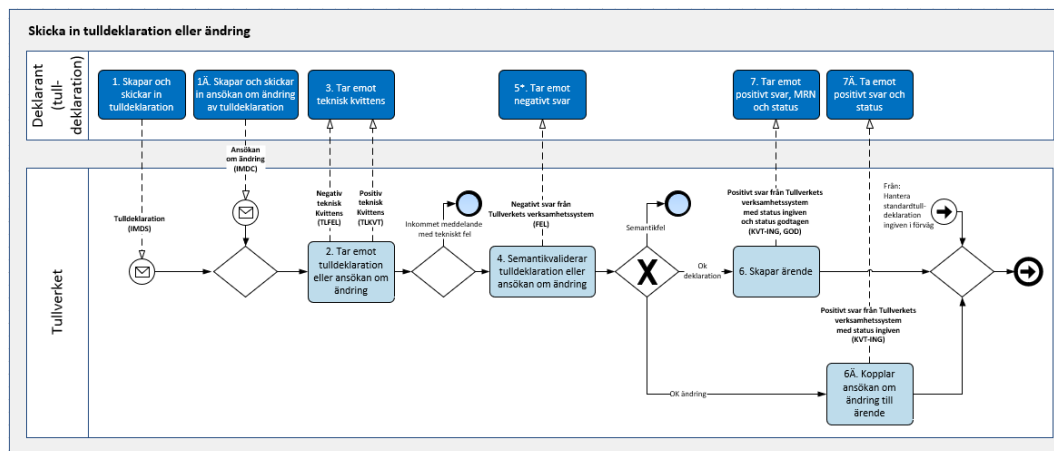 Skicka in tulldeklaration eller ändring
Deklarant
(tull-
deklaration)
1. Skapar och
skickar in
tulldeklaration
1Ä. Skapar och skickar
in ansökan om ändring
av tulldeklaration
3. Tar emot
teknisk kvittens
5*. Tar emot
negativt svar
7. Tar emot
positivt svar, MRN
och status
7Ä. Ta emot
positivt svar och
status
Tullverket
Tulldeklaration
(IMDS)
Ansökan
om ändring
(IMDC)
Negativ
teknisk
Kvittens
(TLFEL)
Positiv
teknisk
Kvittens
(TLKVT)
2. Tar emot
tulldeklaration
eller ansökan om
ändring
Inkommet meddelande
med tekniskt fel
Negativt svar från
Tullverkets verksamhetssystem
(FEL)
4. Semantikvaliderar
tulldeklaration eller
ansökan om ändring
Semantikfel
Ok
deklaration
OK ändring
Positivt svar från Tullverkets
verksamhetssystem
med status ingiven
och status godtagen
(KVT-ING, GOD)
6. Skapar ärende
Positivt svar från Tullverkets
verksamhetssystem
med status ingiven
(KVT-ING)
6Ä. Kopplar
ansökan om
ändring till
ärende
Från:
Hantera
standardtull-
deklaration
ingiven i förväg